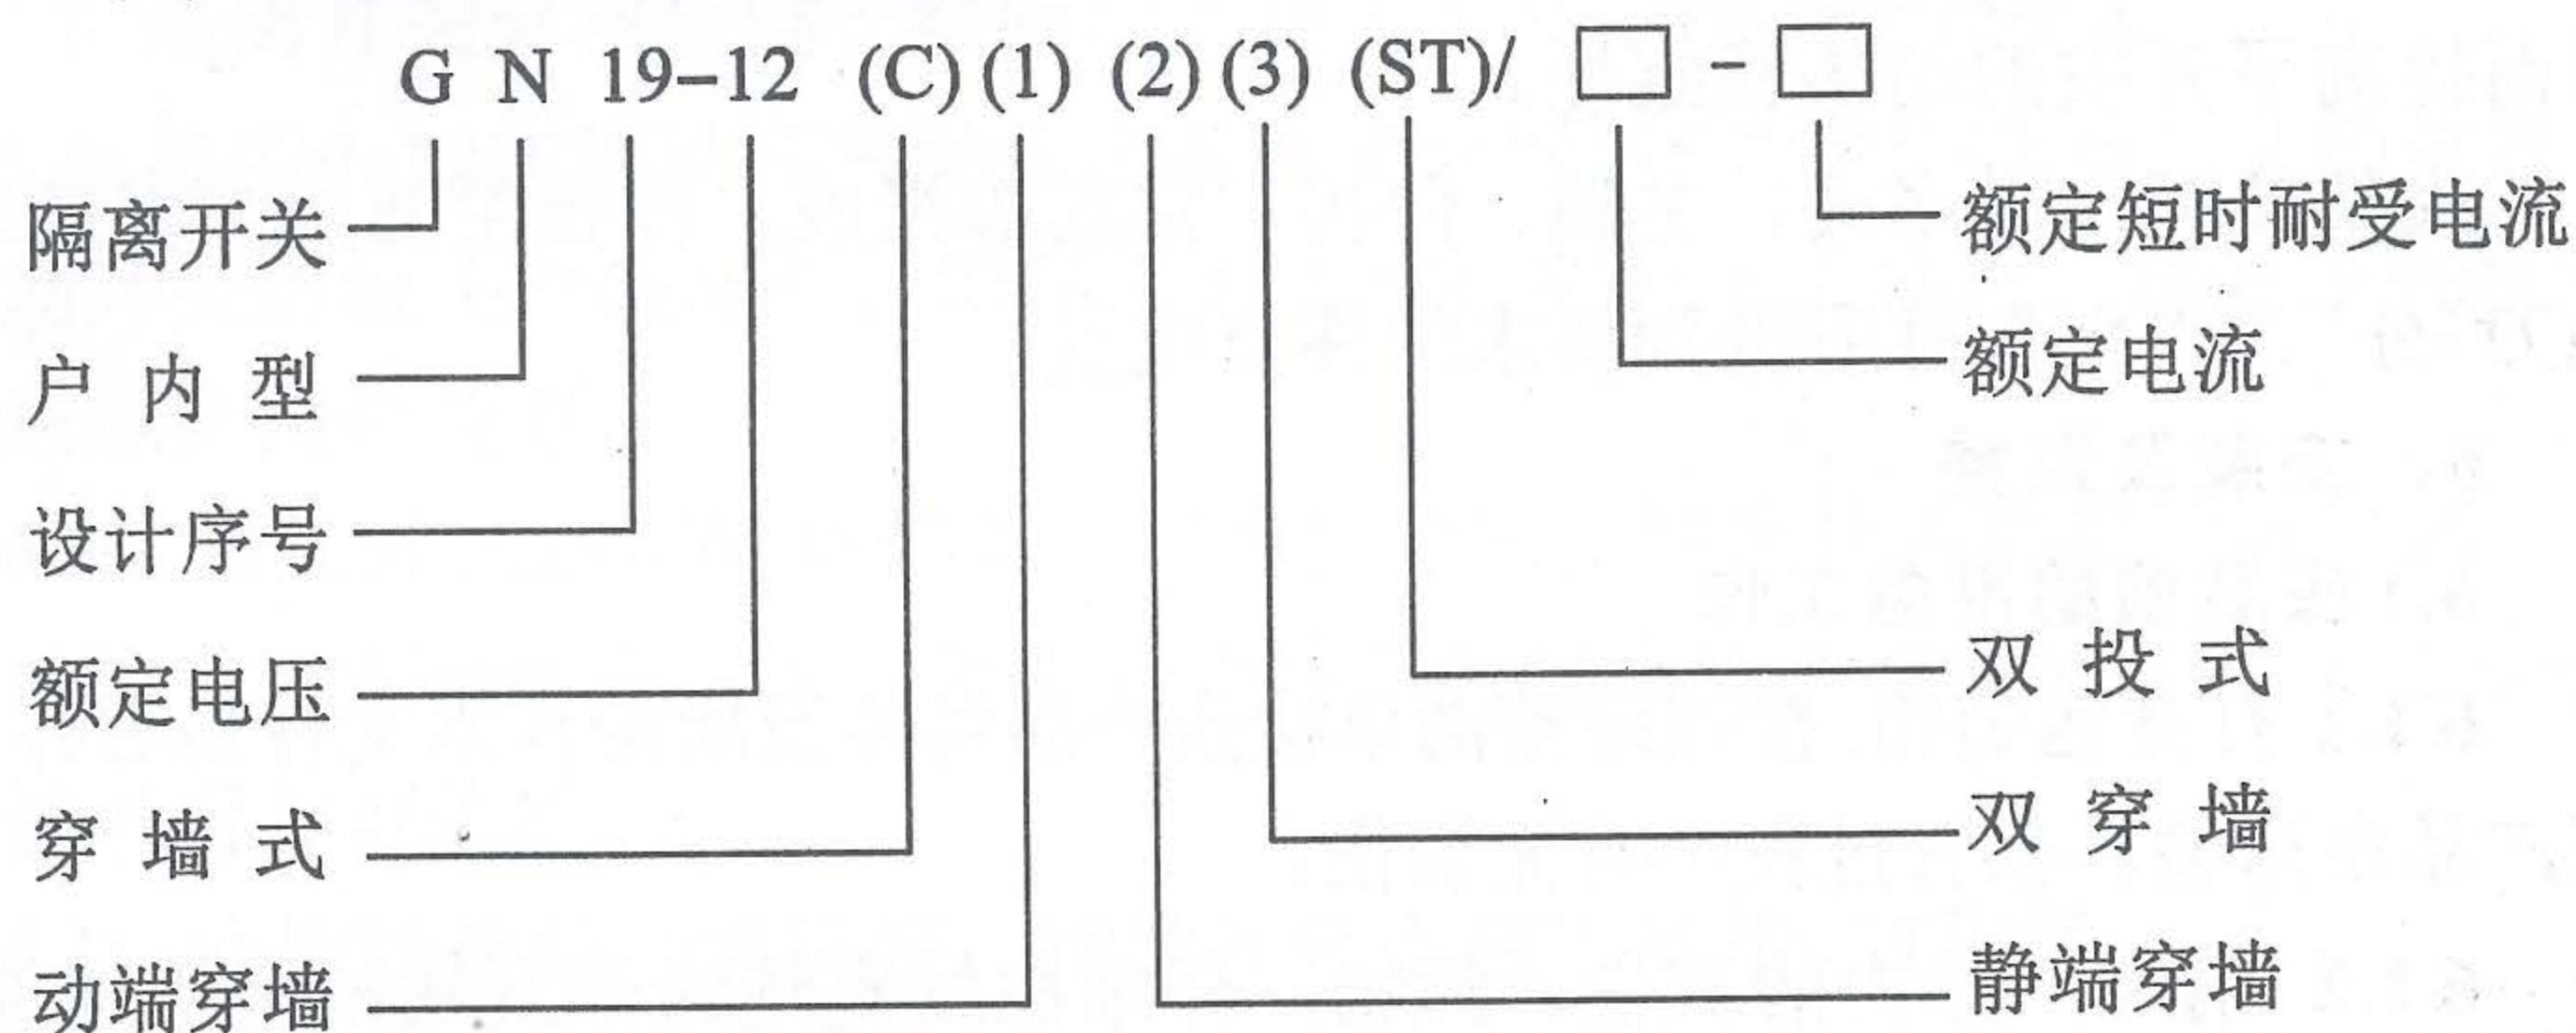 G N 19-12 (C)(1) (2)(3) (ST)/ □ - □
隔离开关
额定短时耐受电流
户内型
额定电流
设计序号
额定电压
双投式
穿墙式
双穿墙
动端穿墙
静端穿墙